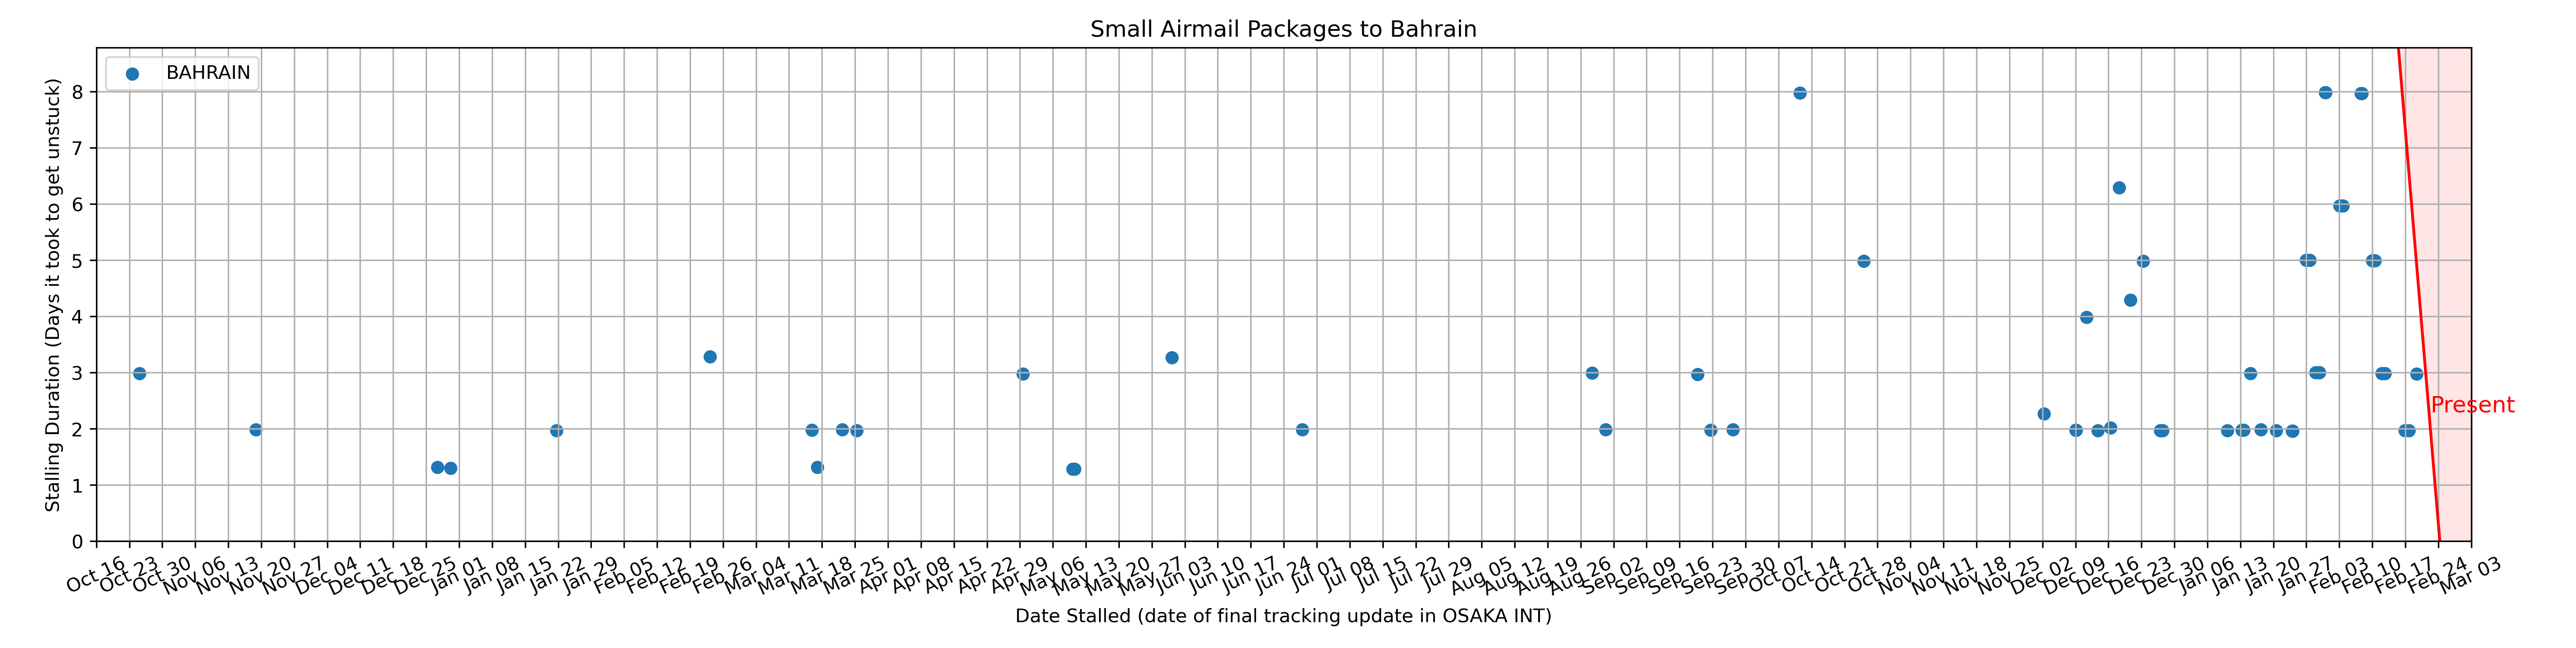 Small Airmail Packages to Bahrain
BAHRAIN
Stalling Duration (Days it took to get unstuck)
8
7
6
5
4
3
2
1
0
Present
Oct 16 Oct 23 Oct 30 Nov 06 Nov 13 Nov 20 Nov 27 Dec 04 Dec 11 Dec 18 Dec 25 Jan 01 Jan 08 Jan 15 Jan 22 Jan 29 Feb 05 Feb 12 Feb 19 Feb 26 Mar 04 Mar 11 Mar 18 Mar 25 Apr 01 Apr 08 Apr 15 Apr 22 Apr 29 May 06 May 13 May 20 May 27 Jun 03 Jun 10 Jun 17 Jun 24 Jul 01 Jul 08 Jul 15 Jul 22 Jul 29 Aug 05 Aug 12 Aug 19 Aug 26 Sep 02 Sep 09 Sep 16 Sep 23 Sep 30 Oct 07 Oct 14 Oct 21 Oct 28 Nov 04 Nov 11 Nov 18 Nov 25 Dec 02 Dec 09 Dec 16 Dec 23 Dec 30 Jan 06 Jan 13 Jan 20 Jan 27 Feb 03 Feb 10 Feb 17 Feb 24 Mar 03
Date Stalled (date of final tracking update in OSAKA INT)